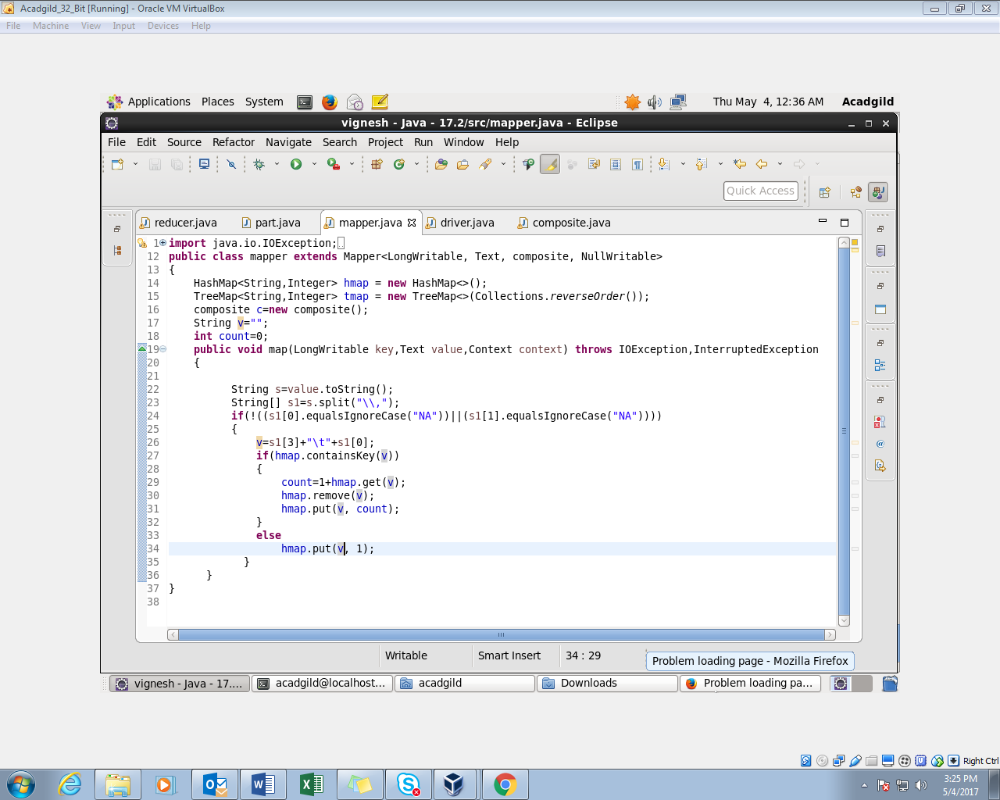 Acadgild_32_Bit [Running] - Oracle VM VirtualBox
File Machine View Input Devices Help
Applications Places System Thu May 4, 12:36 AM Acadgild
vignesh - Java - 17.2/src/mapper.java - Eclipse
File Edit Source Refactor Navigate Search Project Run Window Help
Quick Access
reducer.java part.java mapper.java driver.java composite.java
1 import java.io.IOException;
12 public class mapper extends Mapper<LongWritable, Text, composite, NullWritable>
13 {
14 HashMap<String,Integer> hmap = new HashMap<>();
15 TreeMap<String,Integer> tmap = new TreeMap<>(Collections.reverseOrder());
16 composite c=new composite();
17 String v="";
18 int count=0;
19 public void map(LongWritable key,Text value,Context context) throws IOException,InterruptedException
20 {
21
22 String s=value.toString();
23 String[] s1=s.split("\\,");
24 if(!((s1[0].equalsIgnoreCase("NA"))||(s1[1].equalsIgnoreCase("NA"))))
25 {
26 v=s1[3]+"\t"+s1[0];
27 if(hmap.containsKey(v))
28 {
29 count=1+hmap.get(v);
30 hmap.remove(v);
31 hmap.put(v, count);
32 }
33 else
34 hmap.put(v, 1);
35 }
36 }
37 }
38
Writable Smart Insert 34 : 29
Problem loading page - Mozilla Firefox
vignesh - Java - 17.... acadgild@localhost... acadgild Downloads Problem loading pa...
Right Ctrl
3:25 PM
5/4/2017